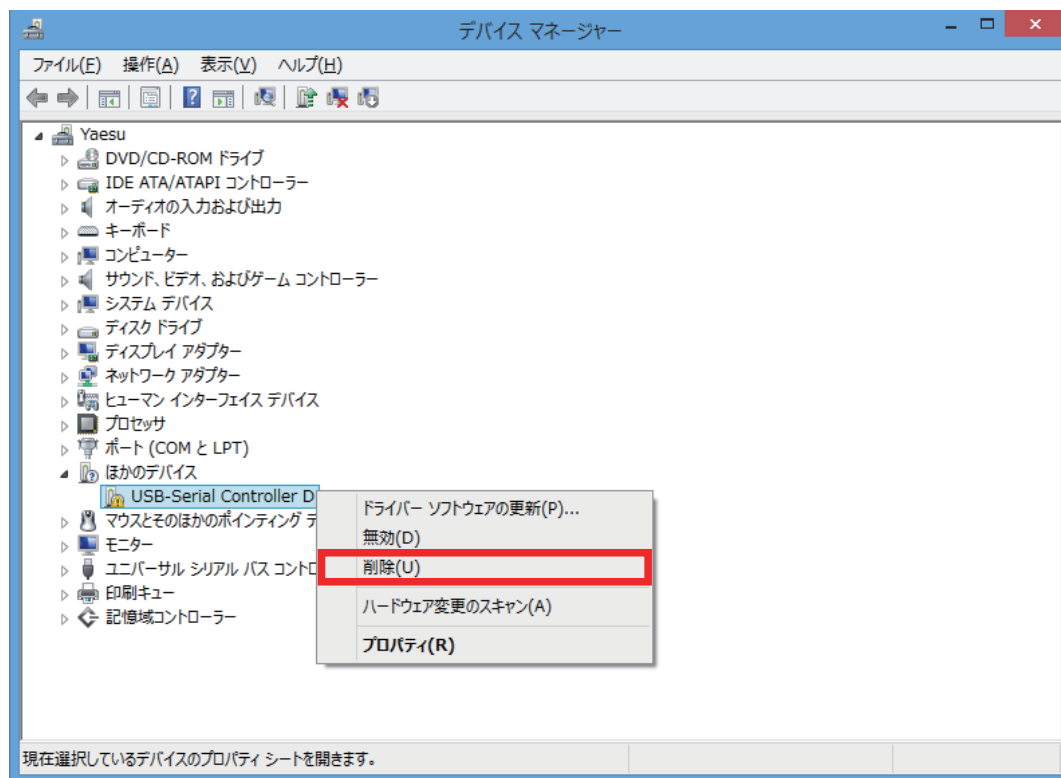 デバイス マネージャー
ファイル(F) 操作(A) 表示(V) ヘルプ(H)
Yaesu
DVD/CD-ROM ドライブ
IDE ATA/ATAPI コントローラー
オーディオの入力および出力
キーボード
コンピューター
サウンド、ビデオ、およびゲーム コントローラー
システム デバイス
ディスク ドライブ
ディスプレイ アダプター
ネットワーク アダプター
ヒューマン インターフェイス デバイス
プロセッサ
ポート (COM と LPT)
ほかのデバイス
USB-Serial Controller D
マウスとそのほかのポインティング デ
モニター
ユニバーサル シリアル バス コントロ
印刷キュー
記憶域コントローラー
ドライバー ソフトウェアの更新(P)...
無効(D)
削除(U)
ハードウェア変更のスキャン(A)
プロパティ(R)
現在選択しているデバイスのプロパティ シートを開きます。